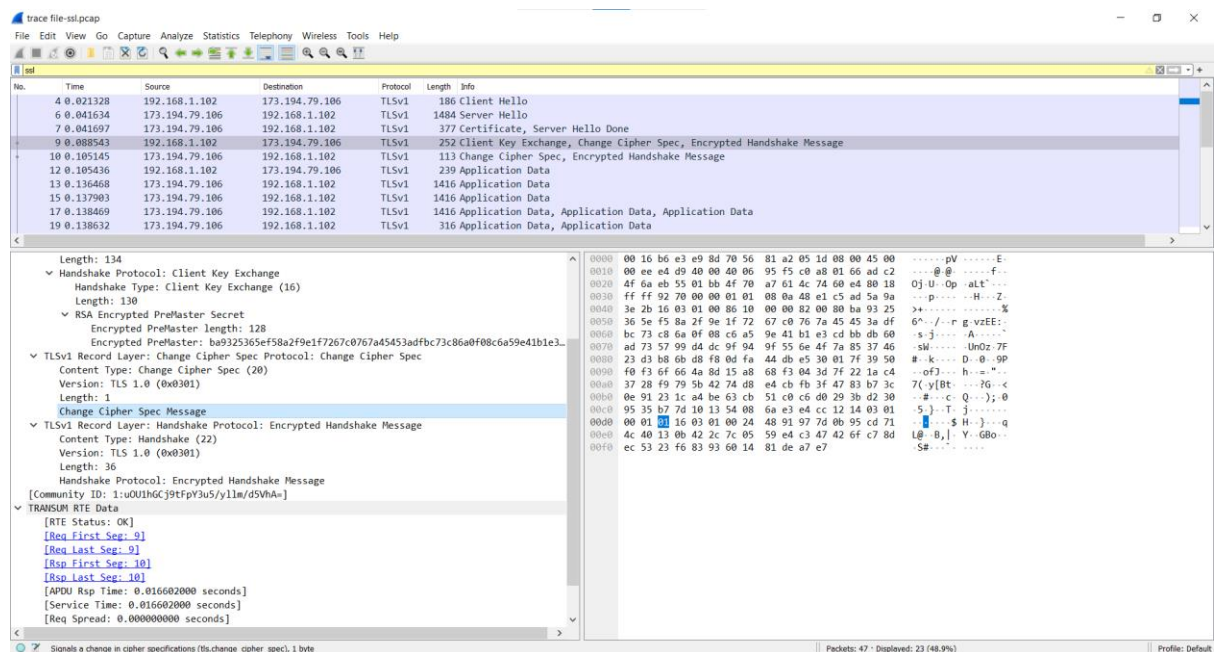 trace file-ssl.pcap
File Edit View Go Capture Analyze Statistics Telephony Wireless Tools Help
ssl
No. Time Source Destination Protocol Length Info
4 0.021328 192.168.1.102 173.194.79.106 TLSv1 186 Client Hello
6 0.041634 173.194.79.106 192.168.1.102 TLSv1 1484 Server Hello
7 0.041697 173.194.79.106 192.168.1.102 TLSv1 377 Certificate, Server Hello Done
9 0.088543 192.168.1.102 173.194.79.106 TLSv1 252 Client Key Exchange, Change Cipher Spec, Encrypted Handshake Message
10 0.105145 173.194.79.106 192.168.1.102 TLSv1 113 Change Cipher Spec, Encrypted Handshake Message
12 0.105436 192.168.1.102 173.194.79.106 TLSv1 239 Application Data
13 0.136468 173.194.79.106 192.168.1.102 TLSv1 1416 Application Data
15 0.137903 173.194.79.106 192.168.1.102 TLSv1 1416 Application Data
17 0.138469 173.194.79.106 192.168.1.102 TLSv1 1416 Application Data, Application Data, Application Data
19 0.138632 173.194.79.106 192.168.1.102 TLSv1 316 Application Data, Application Data
Length: 134
Handshake Protocol: Client Key Exchange
Handshake Type: Client Key Exchange (16)
Length: 130
RSA Encrypted PreMaster Secret
Encrypted PreMaster length: 128
Encrypted PreMaster: ba9325365ef58a2f9e1f7267c0767a45453adfbc73c86a0f08c6a59e41b1e3…
TLSv1 Record Layer: Change Cipher Spec Protocol: Change Cipher Spec
Content Type: Change Cipher Spec (20)
Version: TLS 1.0 (0x0301)
Length: 1
Change Cipher Spec Message
TLSv1 Record Layer: Handshake Protocol: Encrypted Handshake Message
Content Type: Handshake (22)
Version: TLS 1.0 (0x0301)
Length: 36
Handshake Protocol: Encrypted Handshake Message
[Community ID: 1:uOU1hGCj9tFpY3u5/yllm/d5VhA=]
TRANSUM RTE Data
[RTE Status: OK]
[Req First Seg: 9]
[Req Last Seg: 9]
[Rsp First Seg: 10]
[Rsp Last Seg: 10]
[APDU Rsp Time: 0.016602000 seconds]
[Service Time: 0.016602000 seconds]
[Req Spread: 0.000000000 seconds]
0000 00 16 b6 e3 e9 8d 70 56 81 a2 05 1d 08 00 45 00 ······pV ······E·
0010 00 ee e4 d9 40 00 40 06 95 f5 c0 a8 01 66 ad c2 ····@·@· ·····f··
0020 4f 6a eb 55 01 bb 4f 70 a7 61 4c 74 60 e4 80 18 Oj·U··Op ·aLt`···
0030 ff ff 92 70 00 00 01 01 08 0a 48 e1 c5 ad 5a 9a ···p···· ··H···Z·
0040 3e 2b 16 03 01 00 86 10 00 00 82 00 80 ba 93 25 >+······ ·······%
0050 36 5e f5 8a 2f 9e 1f 72 67 c0 76 7a 45 45 3a df 6^··/··r g·vzEE:·
0060 bc 73 c8 6a 0f 08 c6 a5 9e 41 b1 e3 cd bb db 60 ·s·j···· ·A·····`
0070 ad 73 57 99 d4 dc 9f 94 9f 55 6e 4f 7a 85 37 46 ·sW····· ·UnOz·7F
0080 23 d3 b8 6b d8 f8 0d fa 44 db e5 30 01 7f 39 50 #··k···· D··0··9P
0090 f0 f3 6f 66 4a 8d 15 a8 68 f3 04 3d 7f 22 1a c4 ··ofJ··· h··=·"··
00a0 37 28 f9 79 5b 42 74 d8 e4 cb fb 3f 47 83 b7 3c 7(·y[Bt· ···?G··<
00b0 0e 91 23 1c a4 be 63 cb 51 c0 c6 d0 29 3b d2 30 ··#···c· Q···);·0
00c0 95 35 b7 7d 10 13 54 08 6a e3 e4 cc 12 14 03 01 ·5·}··T· j·······
00d0 00 01 01 16 03 01 00 24 48 91 97 7d 0b 95 cd 71 ·······$ H··}···q
00e0 4c 40 13 0b 42 2c 7c 05 59 e4 c3 47 42 6f c7 8d L@··B,|· Y··GBo··
00f0 ec 53 23 f6 83 93 60 14 81 de a7 e7 ·S#···`· ····
Signals a change in cipher specifications (tls.change_cipher_spec), 1 byte
Packets: 47 · Displayed: 23 (48.9%)
Profile: Default